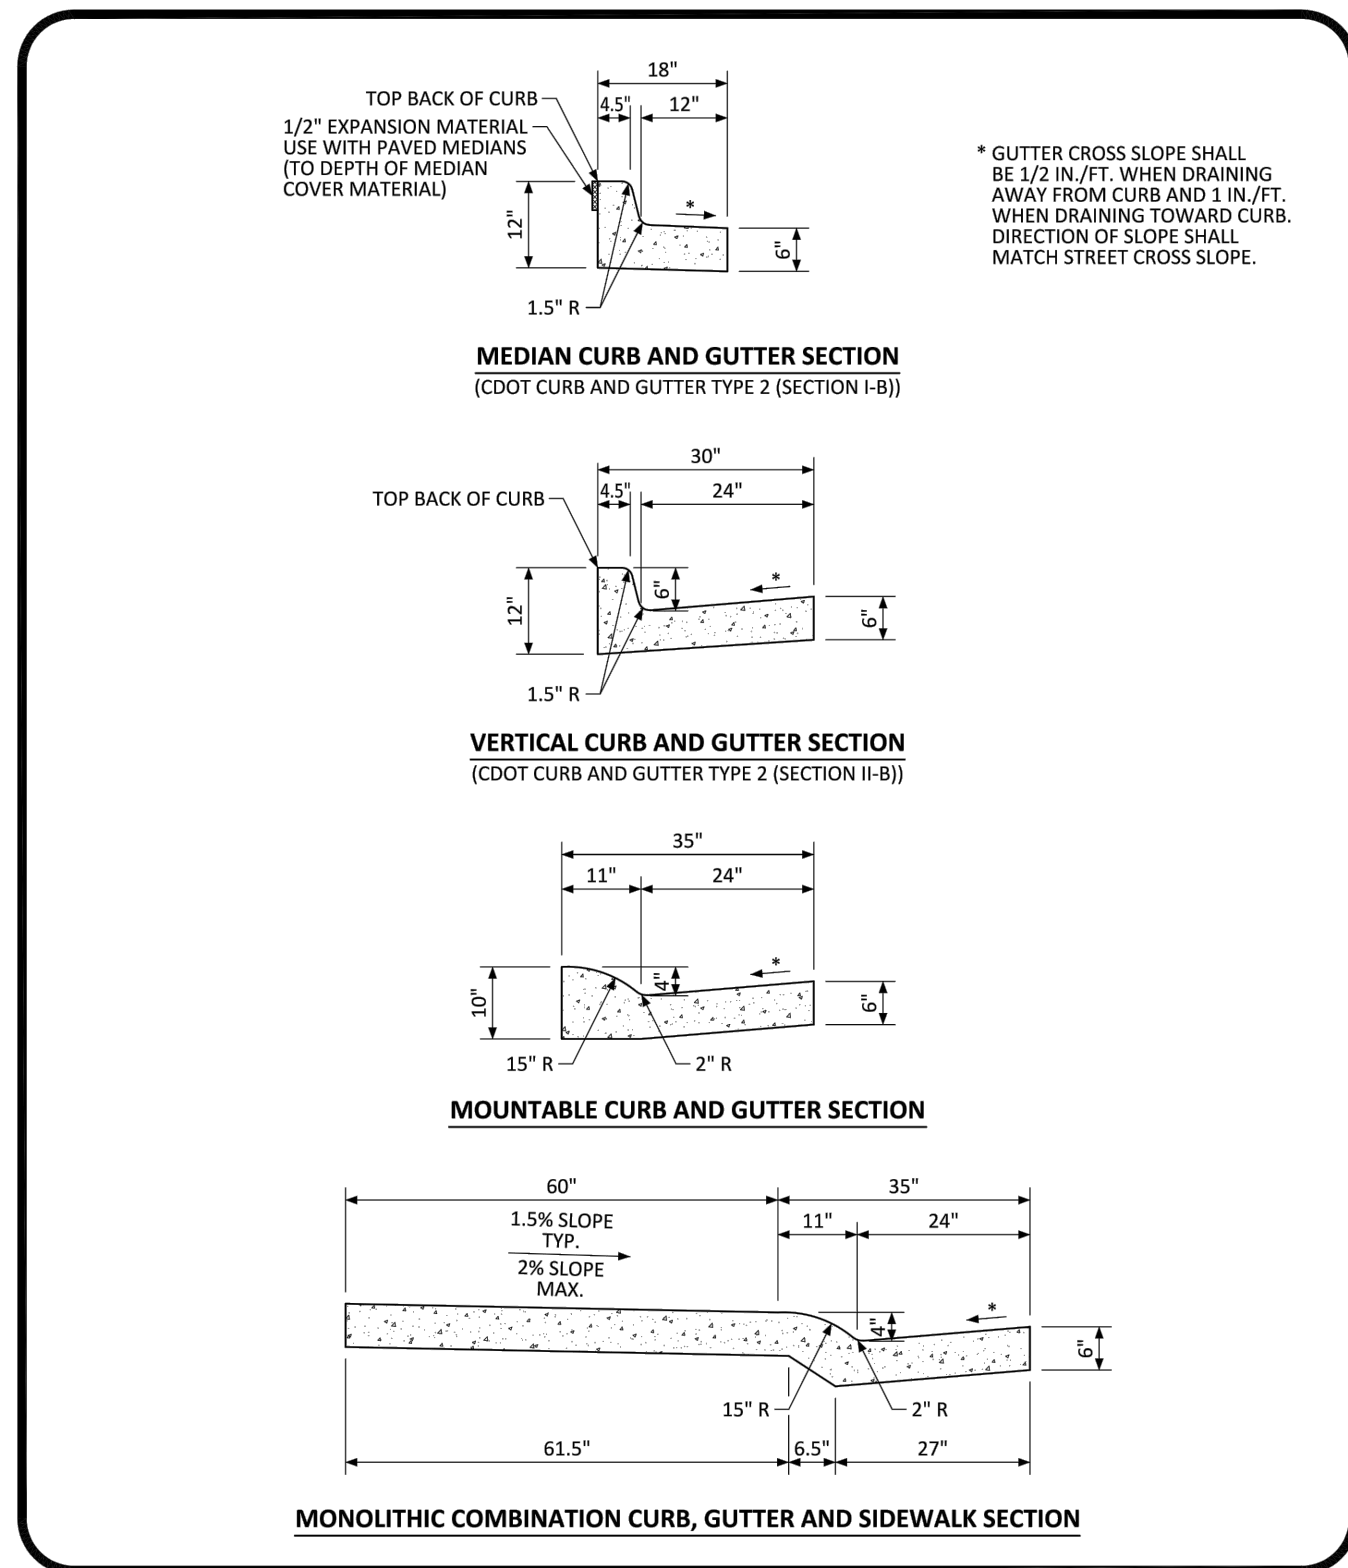 18"
TOP BACK OF CURB
4.5"
12"
1/2" EXPANSION MATERIAL
USE WITH PAVED MEDIANS
(TO DEPTH OF MEDIAN
COVER MATERIAL)
* GUTTER CROSS SLOPE SHALL
BE 1/2 IN./FT. WHEN DRAINING
AWAY FROM CURB AND 1 IN./FT.
WHEN DRAINING TOWARD CURB.
DIRECTION OF SLOPE SHALL
MATCH STREET CROSS SLOPE.
12"
*
6"
1.5" R
MEDIAN CURB AND GUTTER SECTION
(CDOT CURB AND GUTTER TYPE 2 (SECTION I-B))
30"
TOP BACK OF CURB
4.5"
24"
12"
6"
*
6"
1.5" R
VERTICAL CURB AND GUTTER SECTION
(CDOT CURB AND GUTTER TYPE 2 (SECTION II-B))
35"
11"
24"
10"
4"
*
6"
15" R
2" R
MOUNTABLE CURB AND GUTTER SECTION
60"
35"
1.5% SLOPE
TYP.
2% SLOPE
MAX.
11"
24"
4"
*
6"
15" R
2" R
61.5"
6.5"
27"
MONOLITHIC COMBINATION CURB, GUTTER AND SIDEWALK SECTION